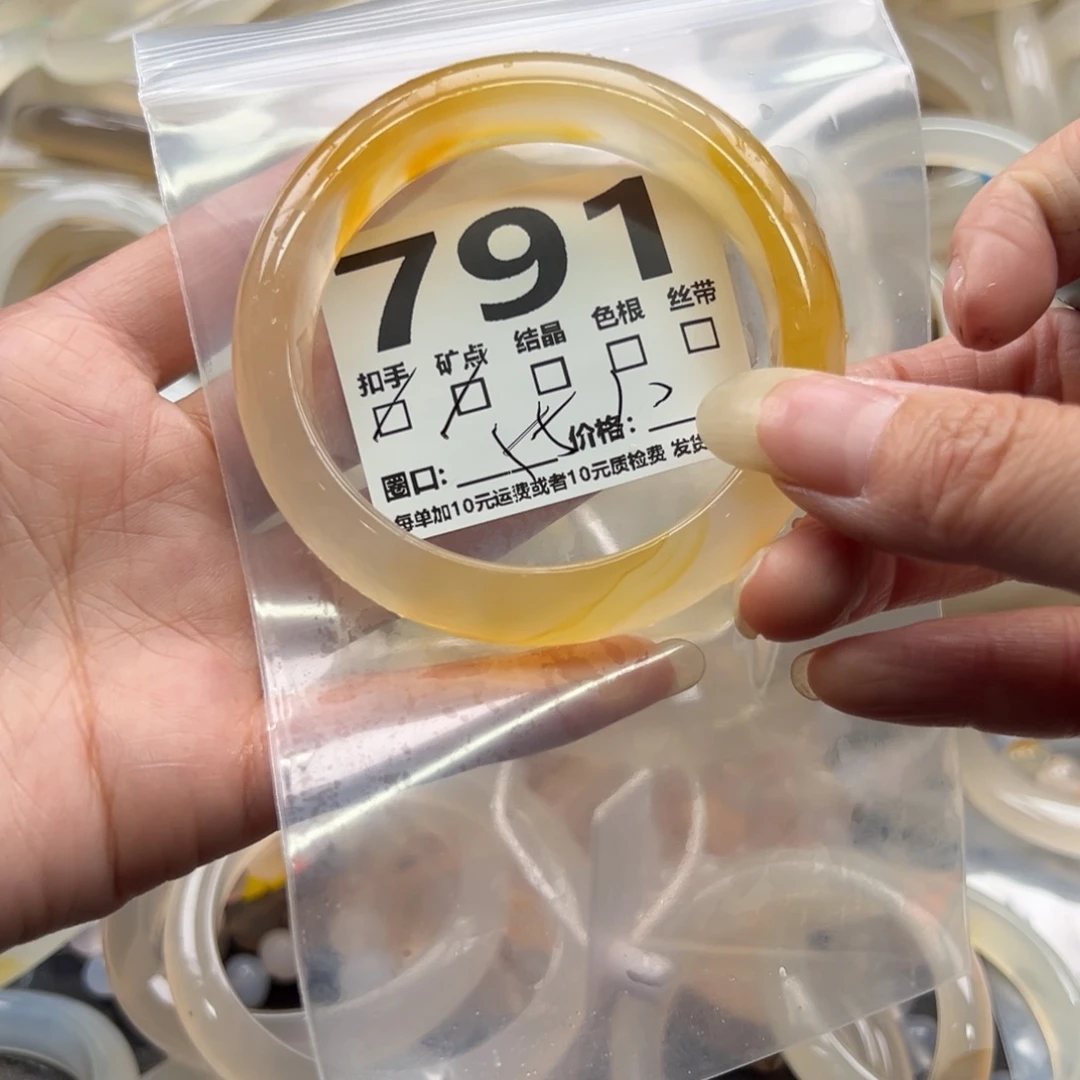 791
扣手 矿点 结晶 色根 丝带
圈口: 价格:
每单加10元运费或者10元质检费 发货